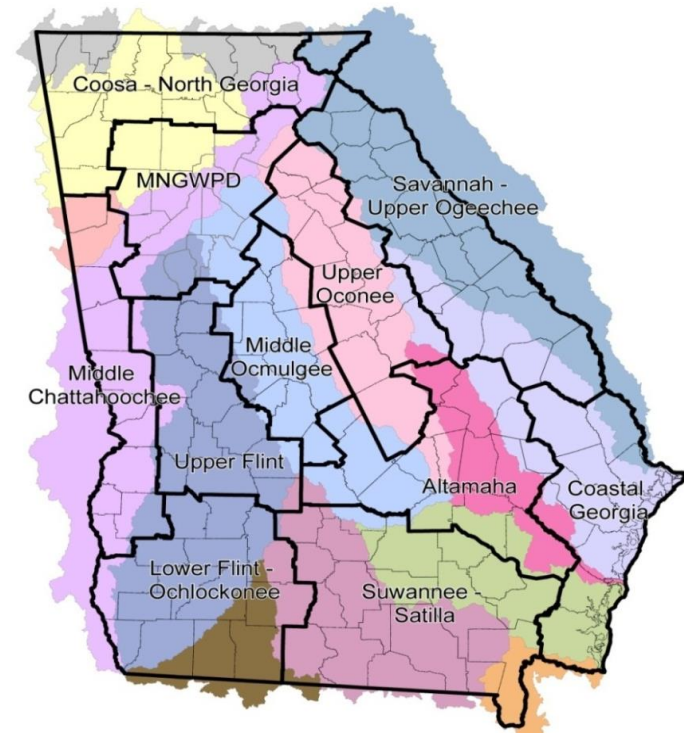 Coosa - North Georgia
MNGWPD
Savannah -
Upper Ogeechee
Upper
Oconee
Middle
Ocmulgee
Middle
Chattahoochee
Upper Flint
Altamaha
Coastal
Georgia
Lower Flint -
Ochlockonee
Suwannee -
Satilla